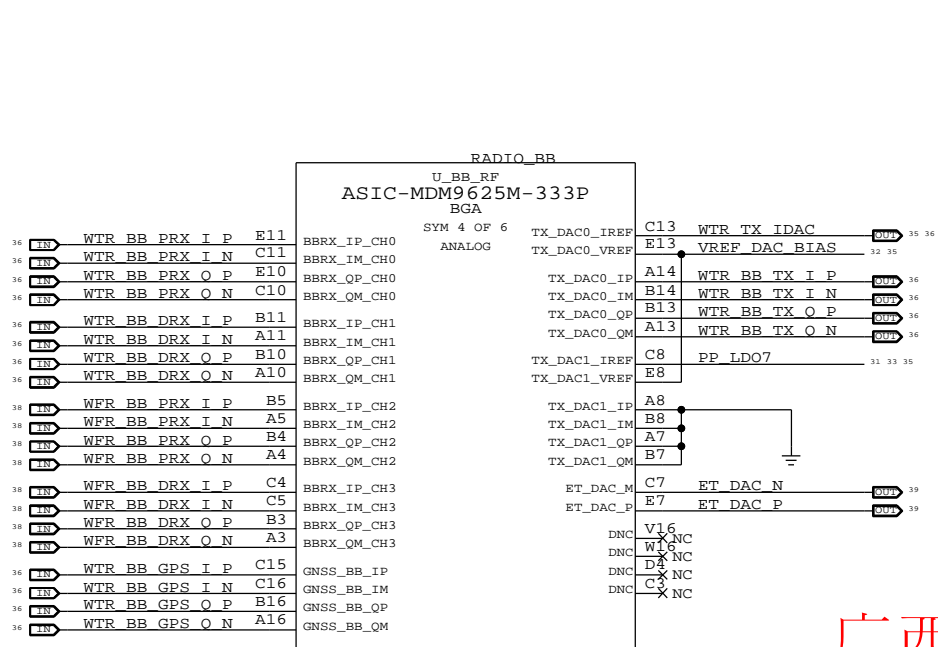 RADIO_BB
U_BB_RF
ASIC-MDM9625M-333P
BGA
SYM 4 OF 6
ANALOG
36 IN WTR_BB_PRX_I_P E11 BBRX_IP_CH0
36 IN WTR_BB_PRX_I_N C11 BBRX_IM_CH0
36 IN WTR_BB_PRX_Q_P E10 BBRX_QP_CH0
36 IN WTR_BB_PRX_Q_N C10 BBRX_QM_CH0
36 IN WTR_BB_DRX_I_P B11 BBRX_IP_CH1
36 IN WTR_BB_DRX_I_N A11 BBRX_IM_CH1
36 IN WTR_BB_DRX_Q_P B10 BBRX_QP_CH1
36 IN WTR_BB_DRX_Q_N A10 BBRX_QM_CH1
38 IN WFR_BB_PRX_I_P B5 BBRX_IP_CH2
38 IN WFR_BB_PRX_I_N A5 BBRX_IM_CH2
38 IN WFR_BB_PRX_Q_P B4 BBRX_QP_CH2
38 IN WFR_BB_PRX_Q_N A4 BBRX_QM_CH2
38 IN WFR_BB_DRX_I_P C4 BBRX_IP_CH3
38 IN WFR_BB_DRX_I_N C5 BBRX_IM_CH3
38 IN WFR_BB_DRX_Q_P B3 BBRX_QP_CH3
38 IN WFR_BB_DRX_Q_N A3 BBRX_QM_CH3
36 IN WTR_BB_GPS_I_P C15 GNSS_BB_IP
36 IN WTR_BB_GPS_I_N C16 GNSS_BB_IM
36 IN WTR_BB_GPS_Q_P B16 GNSS_BB_QP
36 IN WTR_BB_GPS_Q_N A16 GNSS_BB_QM
TX_DAC0_IREF C13 WTR_TX_IDAC OUT 35 36
TX_DAC0_VREF E13 VREF_DAC_BIAS 32 35
TX_DAC0_IP A14 WTR_BB_TX_I_P OUT 36
TX_DAC0_IM B14 WTR_BB_TX_I_N OUT 36
TX_DAC0_QP B13 WTR_BB_TX_Q_P OUT 36
TX_DAC0_QM A13 WTR_BB_TX_Q_N OUT 36
TX_DAC1_IREF C8 PP_LDO7 31 33 35
TX_DAC1_VREF E8
TX_DAC1_IP A8
TX_DAC1_IM B8
TX_DAC1_QP A7
TX_DAC1_QM B7
ET_DAC_M C7 ET_DAC_N OUT 39
ET_DAC_P E7 ET_DAC_P OUT 39
DNC V16 NC
DNC W16 NC
DNC D4 NC
DNC C3 NC